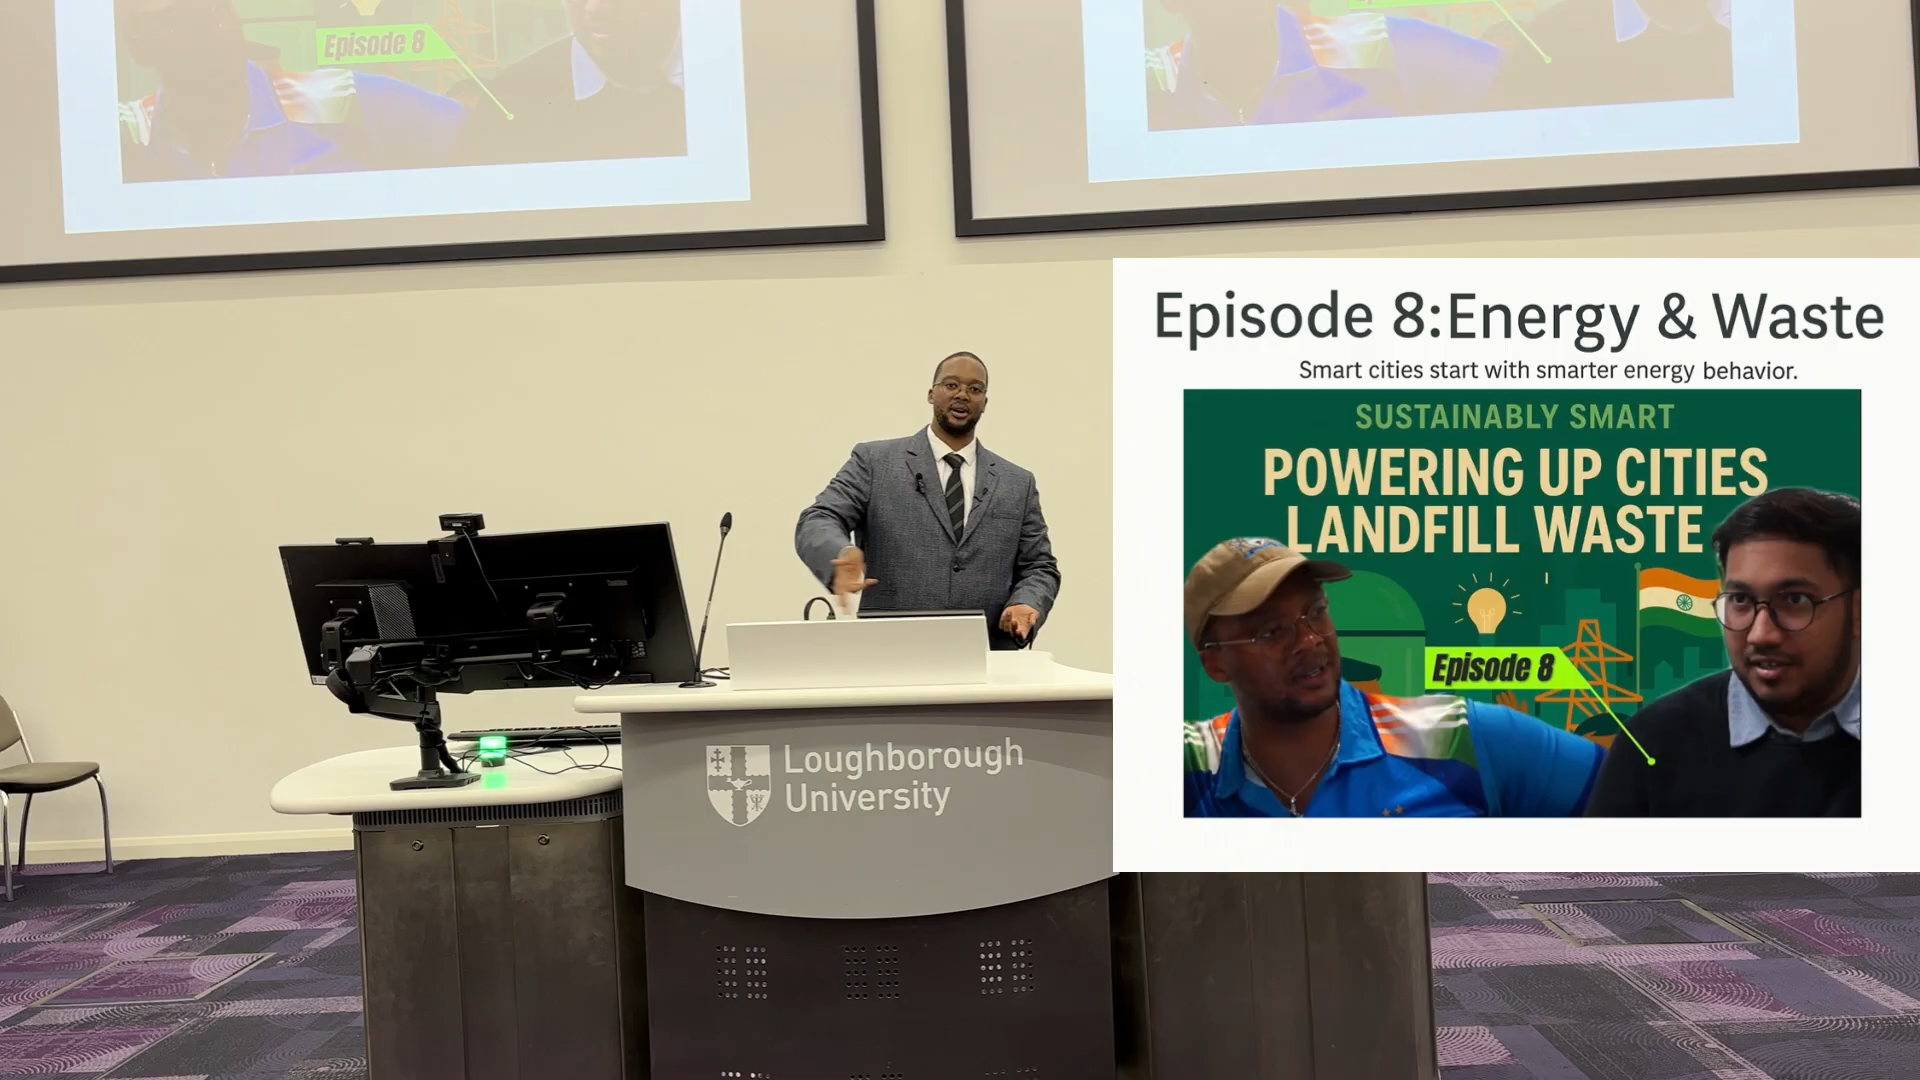 Episode 8
Episode 8:Energy & Waste
Smart cities start with smarter energy behavior.
SUSTAINABLY SMART
POWERING UP CITIES
LANDFILL WASTE
Episode 8
Loughborough
University